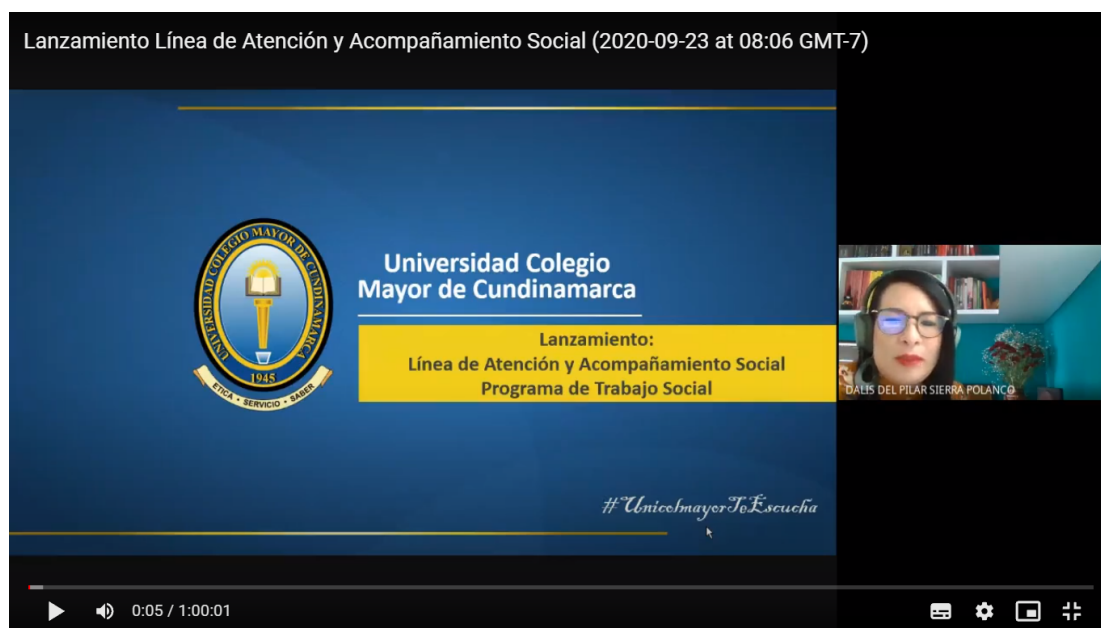 Lanzamiento Línea de Atención y Acompañamiento Social (2020-09-23 at 08:06 GMT-7)
UNIVERSIDAD COLEGIO MAYOR DE CUNDINAMARCA
1945
ETICA • SERVICIO • SABER
Universidad Colegio
Mayor de Cundinamarca
Lanzamiento:
Línea de Atención y Acompañamiento Social
Programa de Trabajo Social
#UnicolmayorTeEscucha
DALIS DEL PILAR SIERRA POLANCO
0:05 / 1:00:01